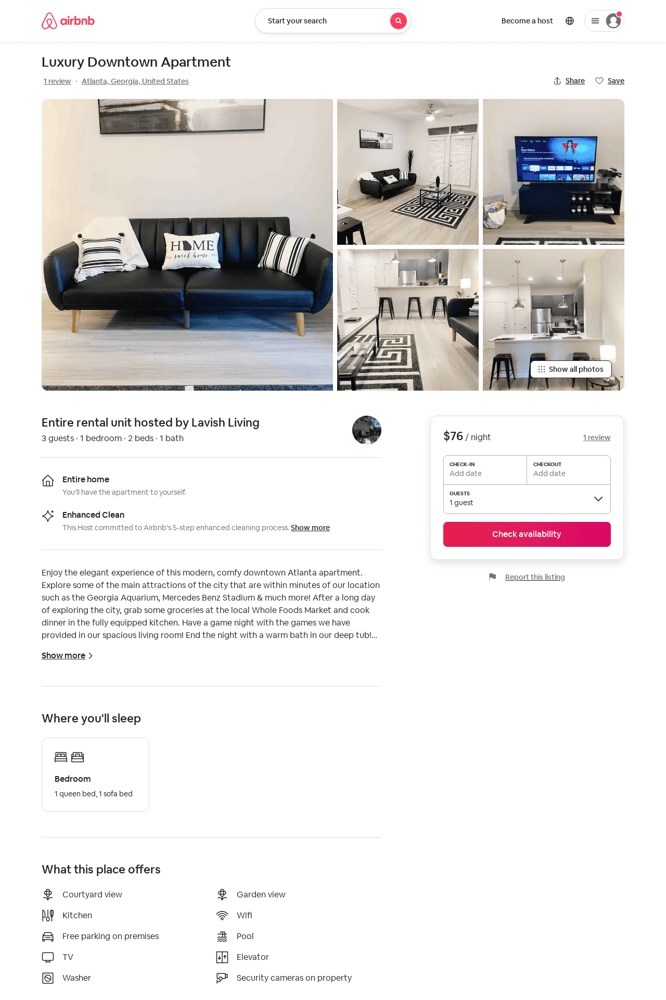 airbnb
Start your search
Become a host
Luxury Downtown Apartment
1 review · Atlanta, Georgia, United States
Share
Save
HOME
sweet home
Black Widow
Show all photos
Entire rental unit hosted by Lavish Living
3 guests · 1 bedroom · 2 beds · 1 bath
Entire home
You’ll have the apartment to yourself.
Enhanced Clean
This Host committed to Airbnb's 5-step enhanced cleaning process. Show more
Enjoy the elegant experience of this modern, comfy downtown Atlanta apartment.
Explore some of the main attractions of the city that are within minutes of our location
such as the Georgia Aquarium, Mercedes Benz Stadium & much more! After a long day
of exploring the city, grab some groceries at the local Whole Foods Market and cook
dinner in the fully equipped kitchen. Have a game night with the games we have
provided in our spacious living room! End the night with a warm bath in our deep tub!...
Show more
$76 / night
1 review
CHECK-IN
Add date
CHECKOUT
Add date
GUESTS
1 guest
Check availability
Report this listing
Where you'll sleep
Bedroom
1 queen bed, 1 sofa bed
What this place offers
Courtyard view
Garden view
Kitchen
Wifi
Free parking on premises
Pool
TV
Elevator
Washer
Security cameras on property